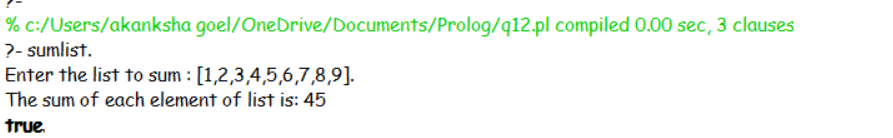 ?-
% c:/Users/akanksha goel/OneDrive/Documents/Prolog/q12.pl compiled 0.00 sec, 3 clauses
?- sumlist.
Enter the list to sum : [1,2,3,4,5,6,7,8,9].
The sum of each element of list is: 45
true.